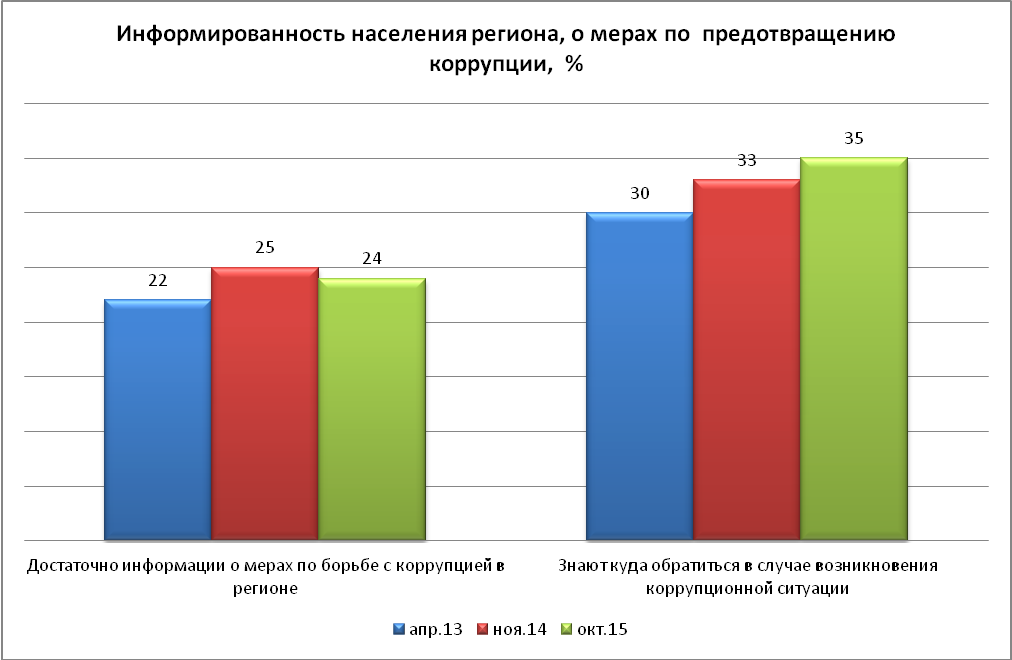 Информированность населения региона, о мерах по предотвращению
коррупции, %
22
25
24
30
33
35
Достаточно информации о мерах по борьбе с коррупцией в
регионе
Знают куда обратиться в случае возникновения
коррупционной ситуации
апр.13 ноя.14 окт.15